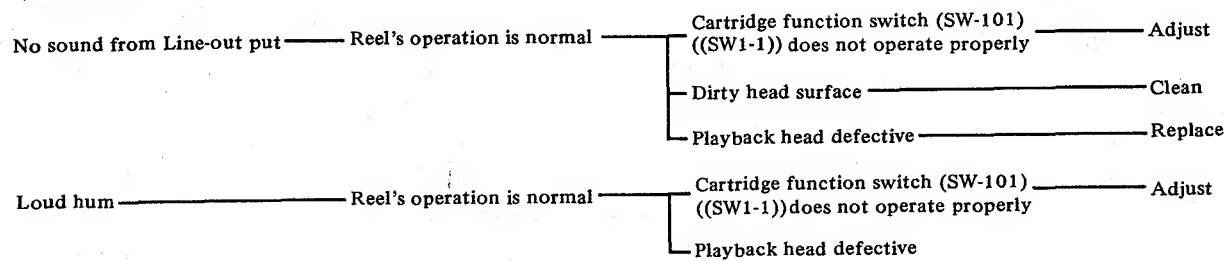 No sound from Line-out put Reel's operation is normal Cartridge function switch (SW-101) Adjust
((SW1-1)) does not operate properly
Dirty head surface Clean
Playback head defective Replace
Loud hum Reel's operation is normal Cartridge function switch (SW-101) Adjust
((SW1-1))does not operate properly
Playback head defective